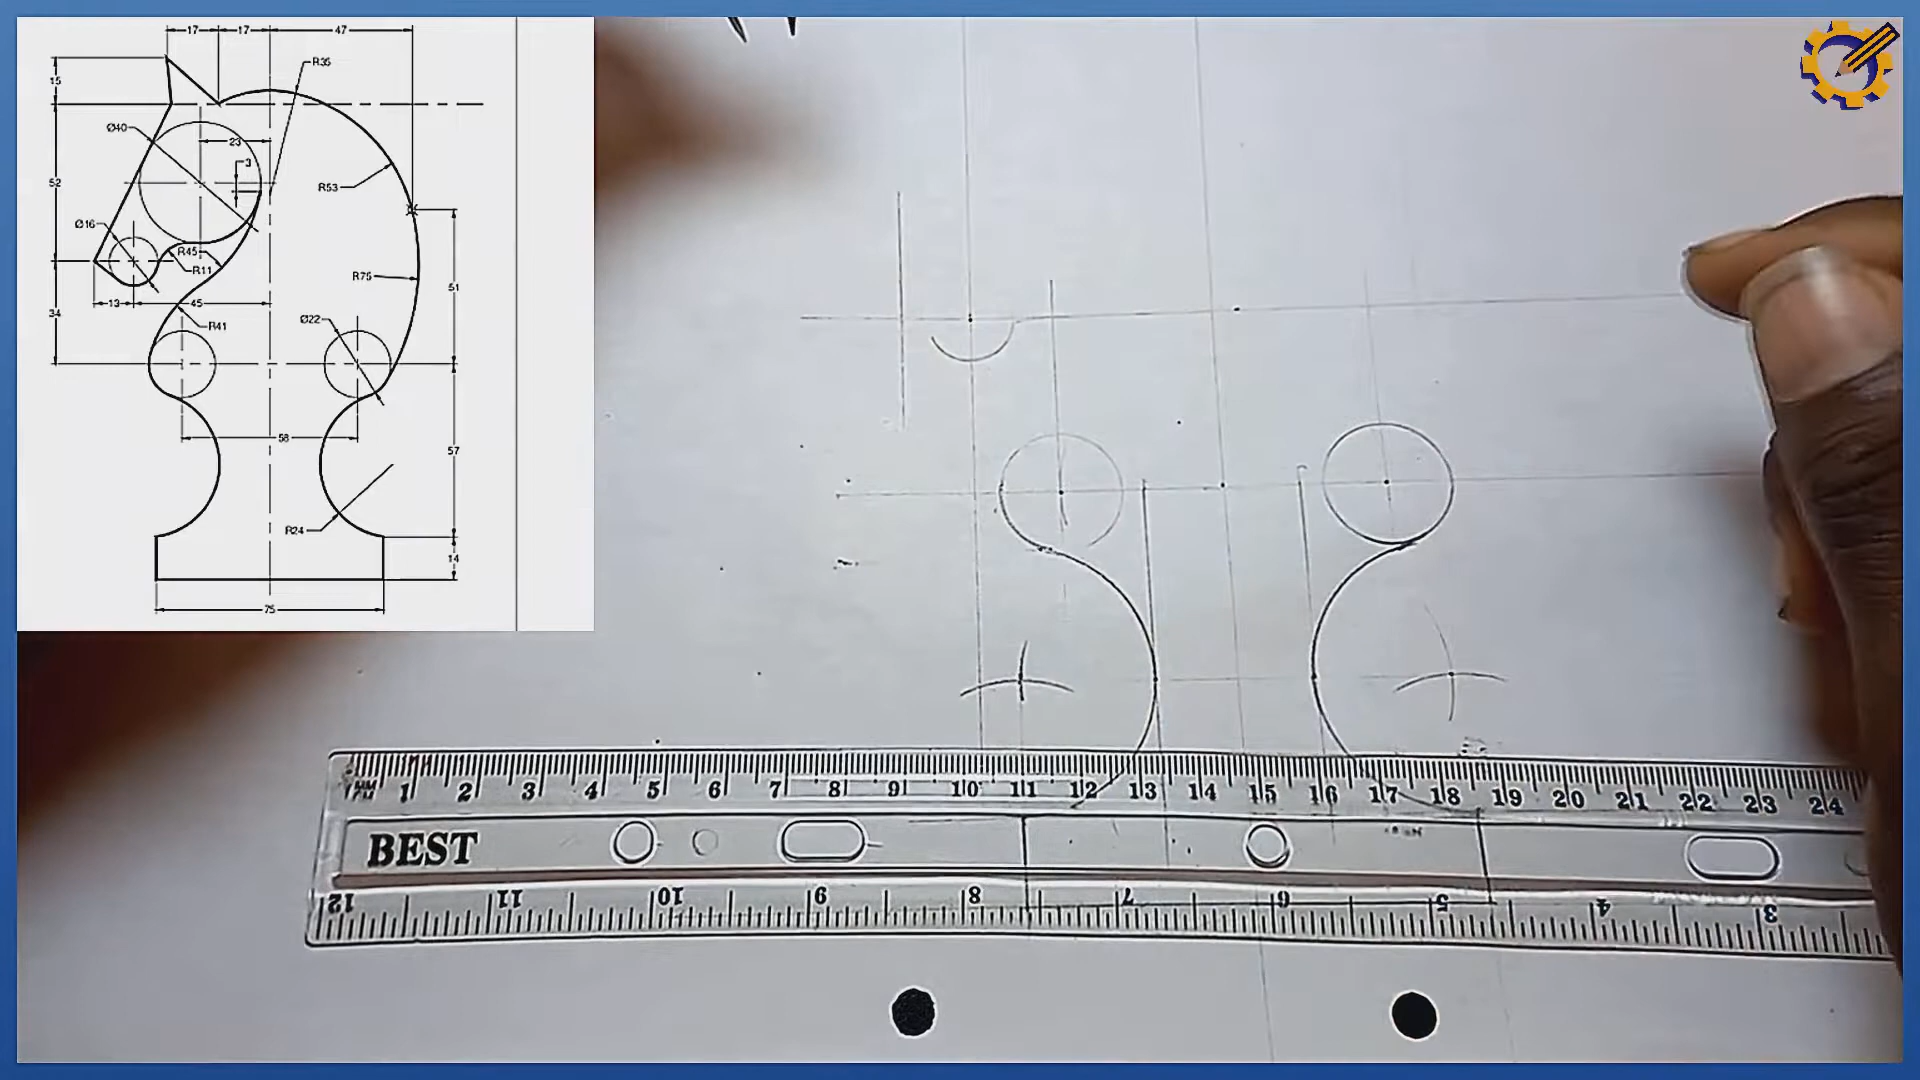 17 17 47
R35
15
Ø40
23
3
52
R53
Ø16
R45
R11
R75
13 45
51
34
R41
Ø22
58
57
R24
14
75
MM 1 2 3 4 5 6 7 8 9 10 11 12 13 14 15 16 17 18 19 20 21 22 23 24
BEST
12 11 10 9 8 7 6 5 4 3